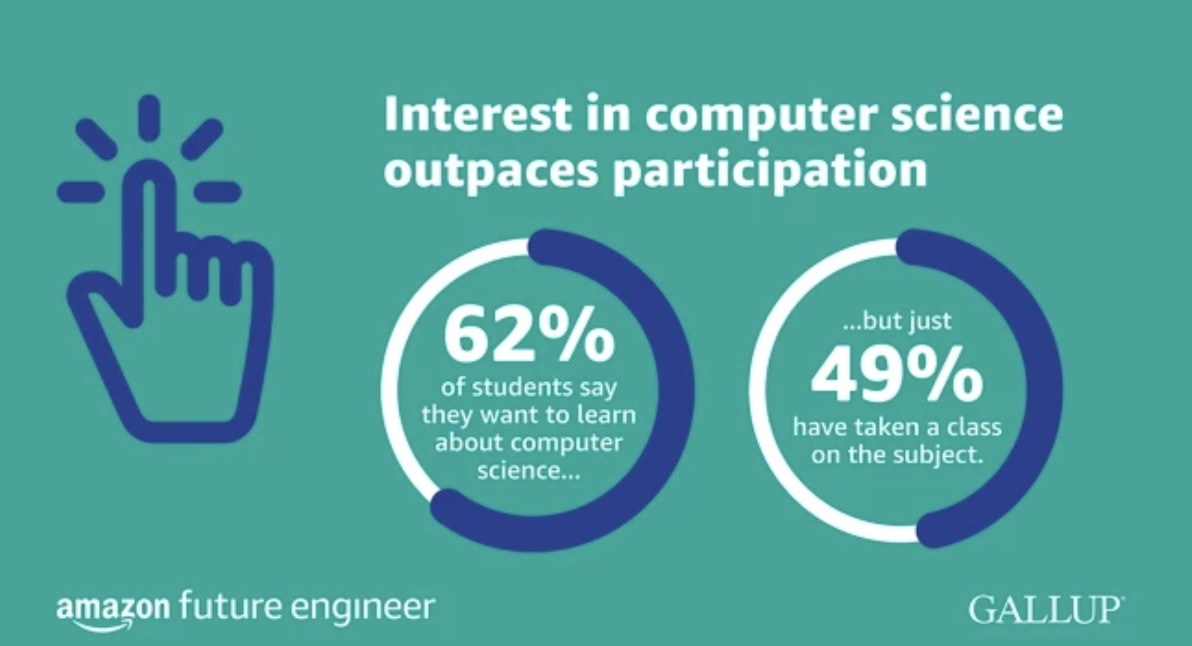 Interest in computer science
outpaces participation
62%
of students say
they want to learn
about computer
science...
...but just
49%
have taken a class
on the subject.
amazon future engineer
GALLUP®